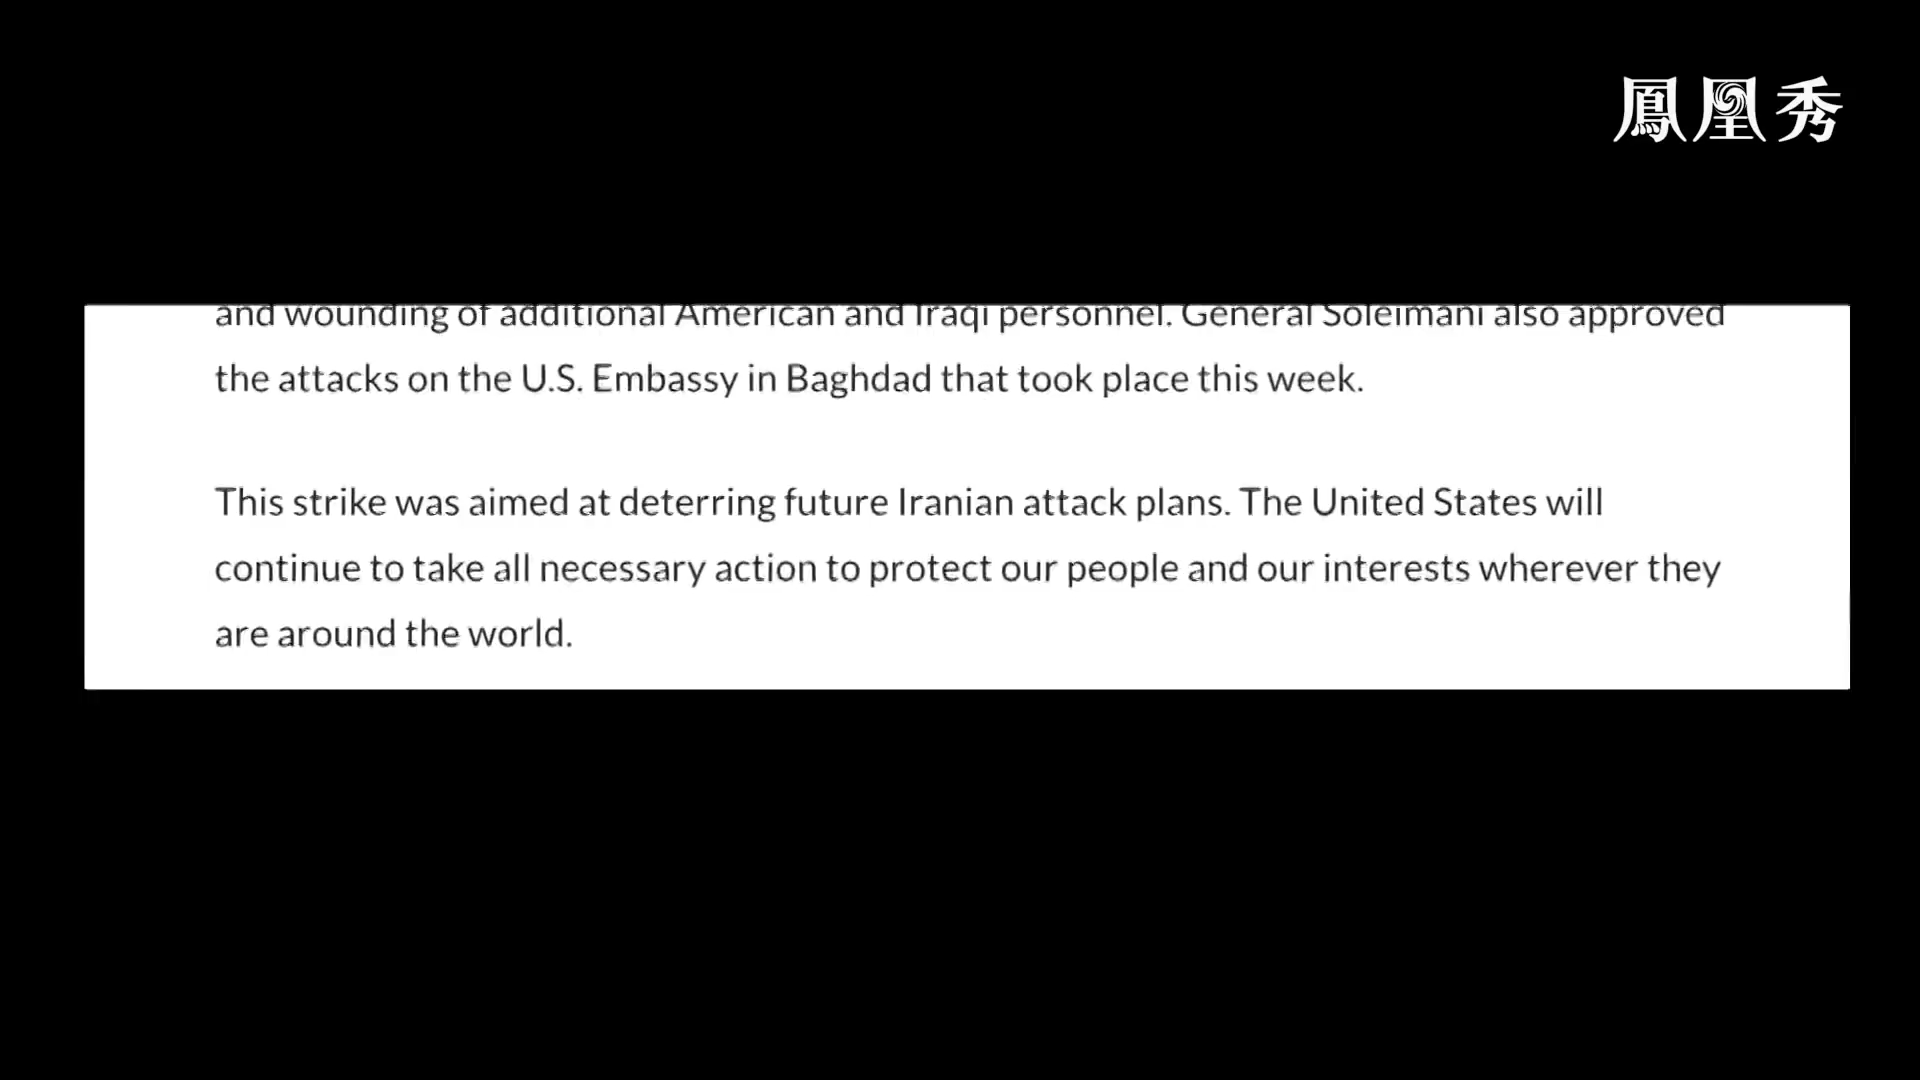 鳳凰秀
and wounding of additional American and Iraqi personnel. General Soleimani also approved
the attacks on the U.S. Embassy in Baghdad that took place this week.
This strike was aimed at deterring future Iranian attack plans. The United States will
continue to take all necessary action to protect our people and our interests wherever they
are around the world.